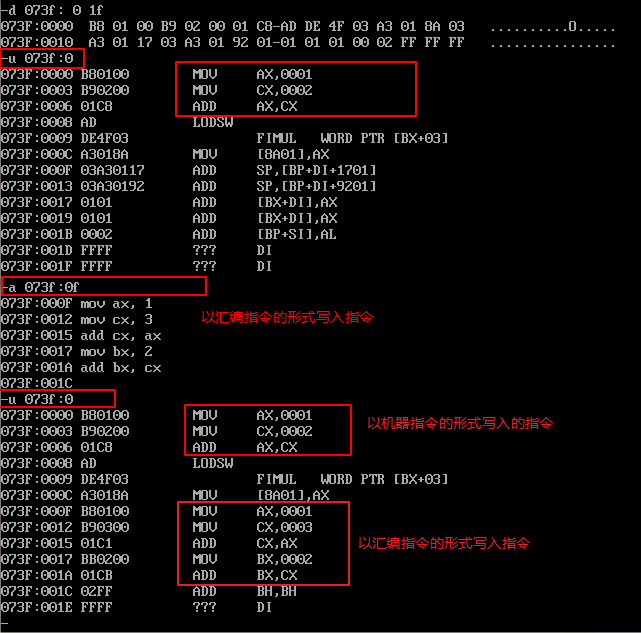 -d 073f: 0 1f
073F:0000 B8 01 00 B9 02 00 01 C8-AD DE 4F 03 A3 01 8A 03 ..........O.....
073F:0010 A3 01 17 03 A3 01 92 01-01 01 01 00 02 FF FF FF ................
-u 073f:0
073F:0000 B80100 MOV AX,0001
073F:0003 B90200 MOV CX,0002
073F:0006 01C8 ADD AX,CX
073F:0008 AD LODSW
073F:0009 DE4F03 FIMUL WORD PTR [BX+03]
073F:000C A3018A MOV [8A01],AX
073F:000F 03A30117 ADD SP,[BP+DI+1701]
073F:0013 03A30192 ADD SP,[BP+DI+9201]
073F:0017 0101 ADD [BX+DI],AX
073F:0019 0101 ADD [BX+DI],AX
073F:001B 0002 ADD [BP+SI],AL
073F:001D FFFF ??? DI
073F:001F FFFF ??? DI
-a 073f:0f
073F:000F mov ax, 1
073F:0012 mov cx, 3
以汇编指令的形式写入指令
073F:0015 add cx, ax
073F:0017 mov bx, 2
073F:001A add bx, cx
073F:001C
-u 073f:0
073F:0000 B80100 MOV AX,0001
073F:0003 B90200 MOV CX,0002
以机器指令的形式写入的指令
073F:0006 01C8 ADD AX,CX
073F:0008 AD LODSW
073F:0009 DE4F03 FIMUL WORD PTR [BX+03]
073F:000C A3018A MOV [8A01],AX
073F:000F B80100 MOV AX,0001
073F:0012 B90300 MOV CX,0003
073F:0015 01C1 ADD CX,AX
以汇编指令的形式写入指令
073F:0017 BB0200 MOV BX,0002
073F:001A 01CB ADD BX,CX
073F:001C 02FF ADD BH,BH
073F:001E FFFF ??? DI
-